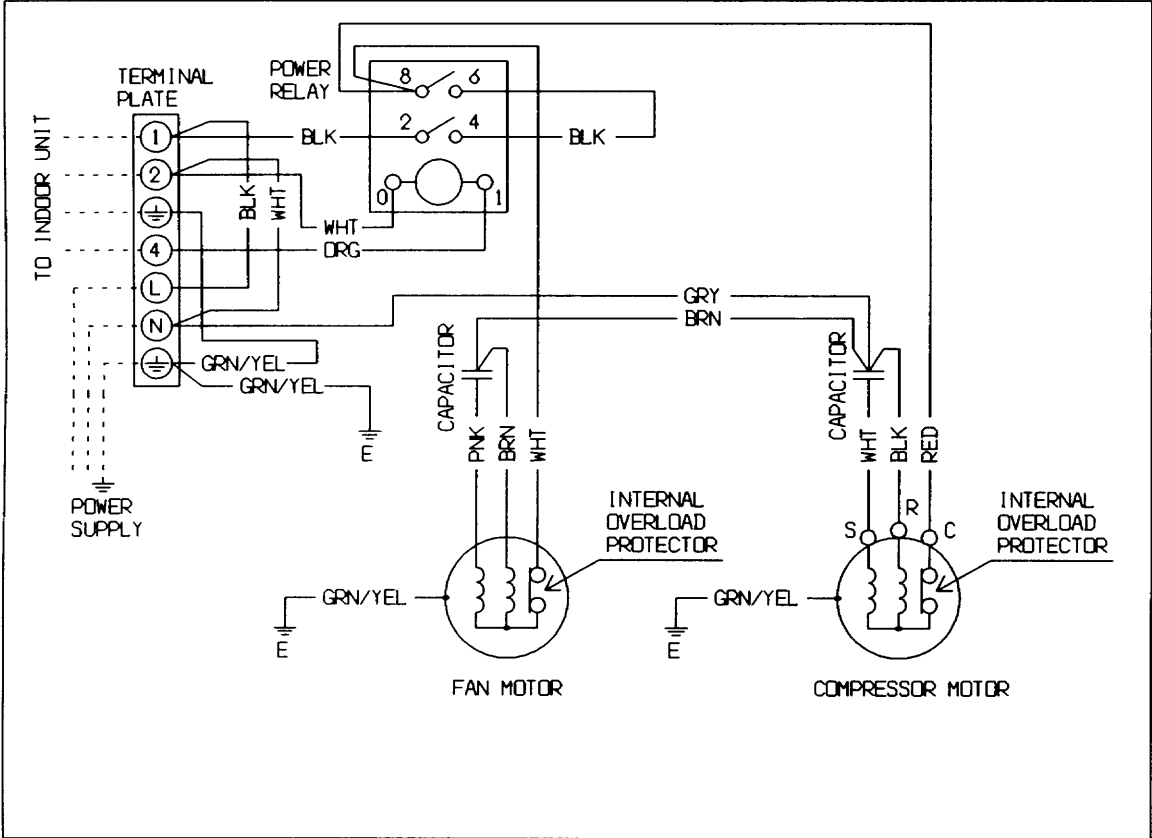 TERMINAL
PLATE
POWER
RELAY
8 6
2 4
0 1
TO INDOOR UNIT
1
2
4
L
N
BLK
BLK
BLK
WHT
WHT
ORG
GRY
BRN
GRN/YEL
GRN/YEL
E
POWER
SUPPLY
CAPACITOR
PNK
BRN
WHT
CAPACITOR
WHT
BLK
RED
INTERNAL
OVERLOAD
PROTECTOR
S
R
C
INTERNAL
OVERLOAD
PROTECTOR
GRN/YEL
E
GRN/YEL
E
FAN MOTOR
COMPRESSOR MOTOR